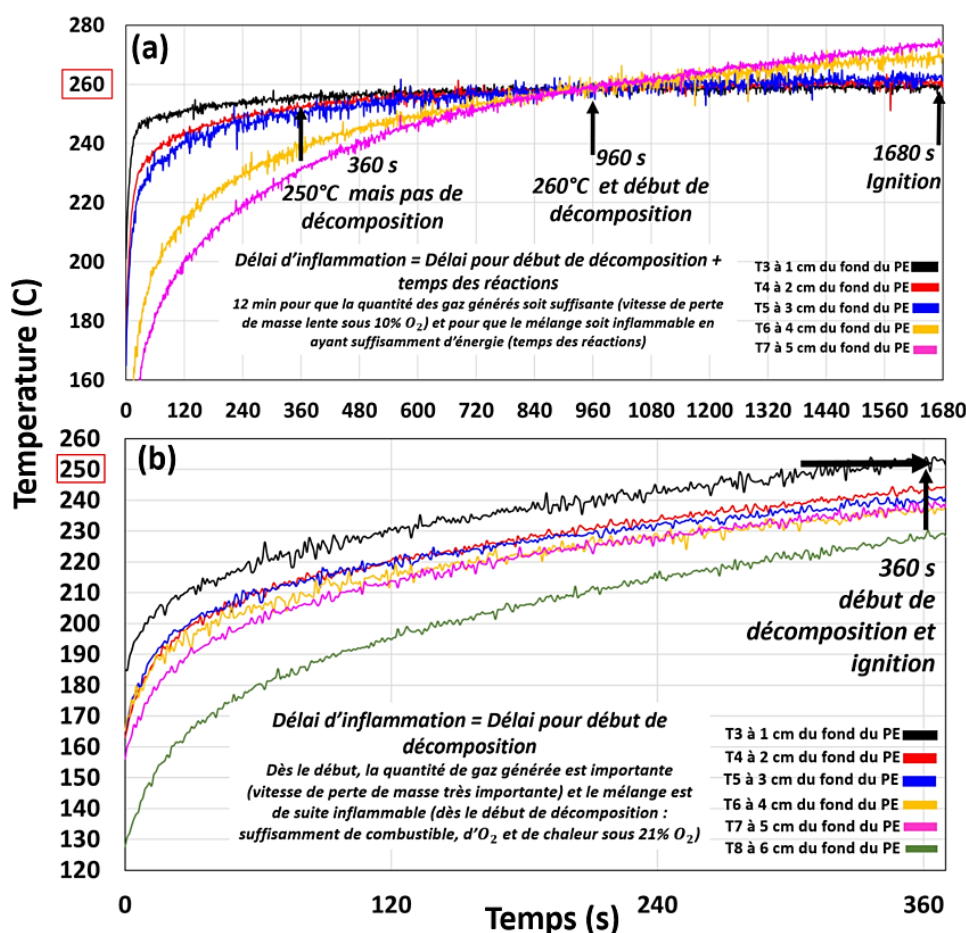 Temperature (C)
280
260
240
220
200
180
160
(a)
360 s
250°C mais pas de
décomposition
960 s
260°C et début de
décomposition
1680 s
Ignition
Délai d'inflammation = Délai pour début de décomposition +
temps des réactions
12 min pour que la quantité des gaz générés soit suffisante (vitesse de perte
de masse lente sous 10% O₂) et pour que le mélange soit inflammable en
ayant suffisamment d'énergie (temps des réactions)
T3 à 1 cm du fond du PE
T4 à 2 cm du fond du PE
T5 à 3 cm du fond du PE
T6 à 4 cm du fond du PE
T7 à 5 cm du fond du PE
0 120 240 360 480 600 720 840 960 1080 1200 1320 1440 1560 1680
260
250
240
230
220
210
200
190
180
170
160
150
140
130
120
(b)
360 s
début de
décomposition et
ignition
Délai d'inflammation = Délai pour début de
décomposition
Dès le début, la quantité de gaz générée est importante
(vitesse de perte de masse très importante) et le mélange est
de suite inflammable (dès le début de décomposition :
suffisamment de combustible, d'O₂ et de chaleur sous 21% O₂)
T3 à 1 cm du fond du PE
T4 à 2 cm du fond du PE
T5 à 3 cm du fond du PE
T6 à 4 cm du fond du PE
T7 à 5 cm du fond du PE
T8 à 6 cm du fond du PE
0 120 240 360
Temps (s)